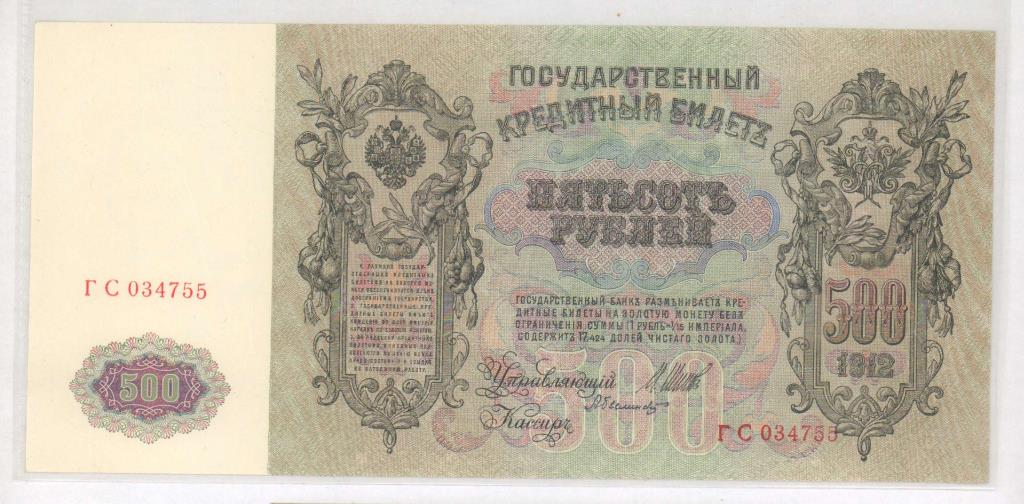 ГОСУДАРСТВЕННЫЙ
КРЕДИТНЫЙ БИЛЕТЪ
ПЯТЬСОТЪ
РУБЛЕЙ
ГОСУДАРСТВЕННЫЙ БАНКЪ РАЗМѢНИВАЕТЪ КРЕ-
ДИТНЫЕ БИЛЕТЫ НА ЗОЛОТУЮ МОНЕТУ БЕЗЪ
ОГРАНИЧЕНІЯ СУММЫ (1 РУБЛЬ=1/15 ИМПЕРІАЛА,
СОДЕРЖИТЪ 17,424 ДОЛЕЙ ЧИСТАГО ЗОЛОТА.)
Управляющій
Кассиръ
500
ГС 034755
500
1912
ГС 034755
500